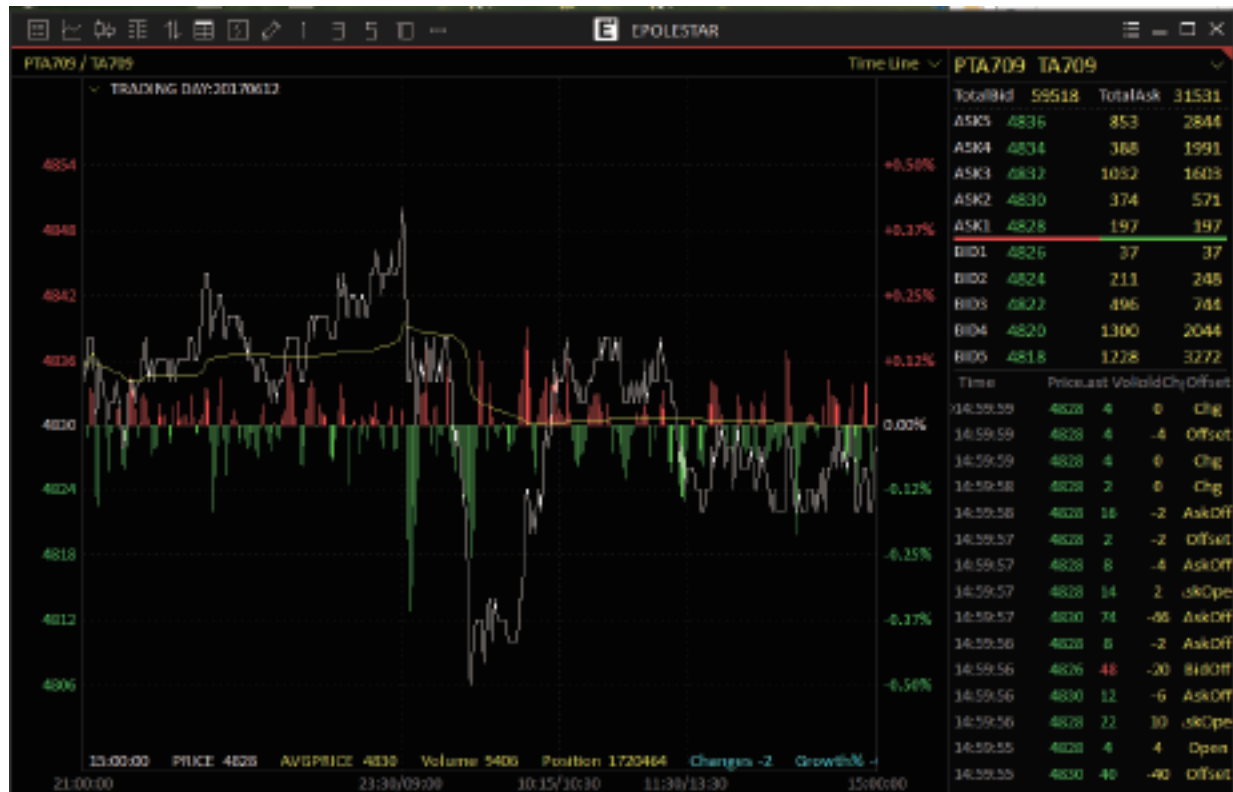 EPOLESTAR
PTA709 / TA709
Time Line
TRADING DAY:20170612
4854
4848
4842
4836
4830
4824
4818
4812
4806
+0.50%
+0.37%
+0.25%
+0.12%
0.00%
-0.12%
-0.25%
-0.37%
-0.50%
15:00:00 PRICE 4828 AVGPRICE 4830 Volume 5406 Position 1720464 Changes -2 Growth% -
21:00:00 23:30/09:00 10:15/10:30 11:30/13:30 15:00:00
PTA709 TA709
TotalBid 59518 TotalAsk 31531
ASK5 4836 853 2844
ASK4 4834 388 1991
ASK3 4832 1032 1603
ASK2 4830 374 571
ASK1 4828 197 197
BID1 4826 37 37
BID2 4824 211 248
BID3 4822 496 744
BID4 4820 1300 2044
BID5 4818 1228 3272
Time Price Offset
14:59:59 4828 4 0 Chg
14:59:59 4828 4 -4 Offset
14:59:59 4828 4 0 Chg
14:59:58 4828 2 0 Chg
14:59:58 4828 16 -2 AskOff
14:59:57 4828 2 -2 Offset
14:59:57 4828 8 -4 AskOff
14:59:57 4828 14 2 skOpe
14:59:57 4830 74 -46 AskOff
14:59:56 4828 8 -2 AskOff
14:59:56 4826 48 -20 BidOff
14:59:56 4830 12 -6 AskOff
14:59:56 4828 22 10 skOpe
14:59:55 4828 4 4 Open
14:59:55 4830 40 -40 Offset